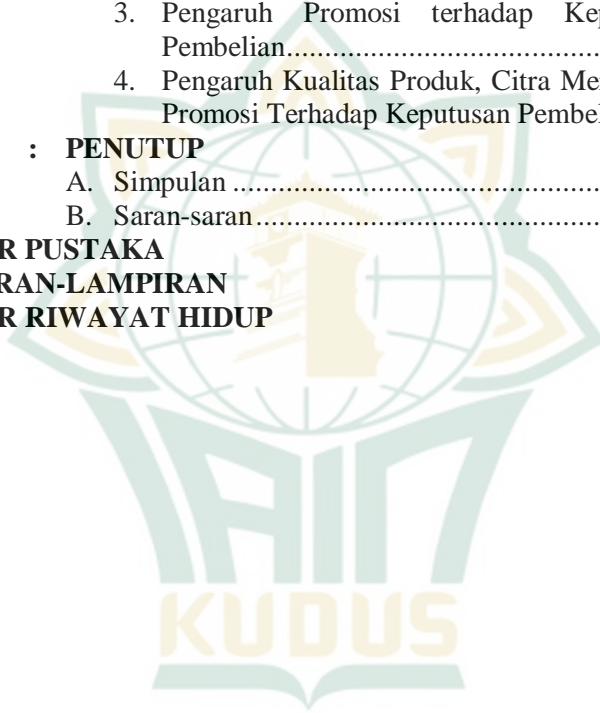 3. Pengaruh Promosi terhadap Kep
Pembelian.......................................
4. Pengaruh Kualitas Produk, Citra Me
Promosi Terhadap Keputusan Pembel
: PENUTUP
A. Simpulan ..............................................
B. Saran-saran...........................................
R PUSTAKA
RAN-LAMPIRAN
R RIWAYAT HIDUP
IAIN
KUDUS